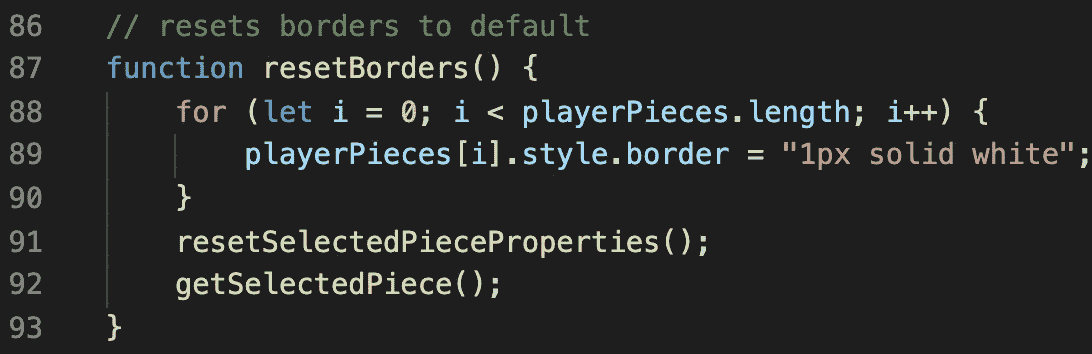 86 // resets borders to default
87 function resetBorders() {
88 for (let i = 0; i < playerPieces.length; i++) {
89 playerPieces[i].style.border = "1px solid white";
90 }
91 resetSelectedPieceProperties();
92 getSelectedPiece();
93 }